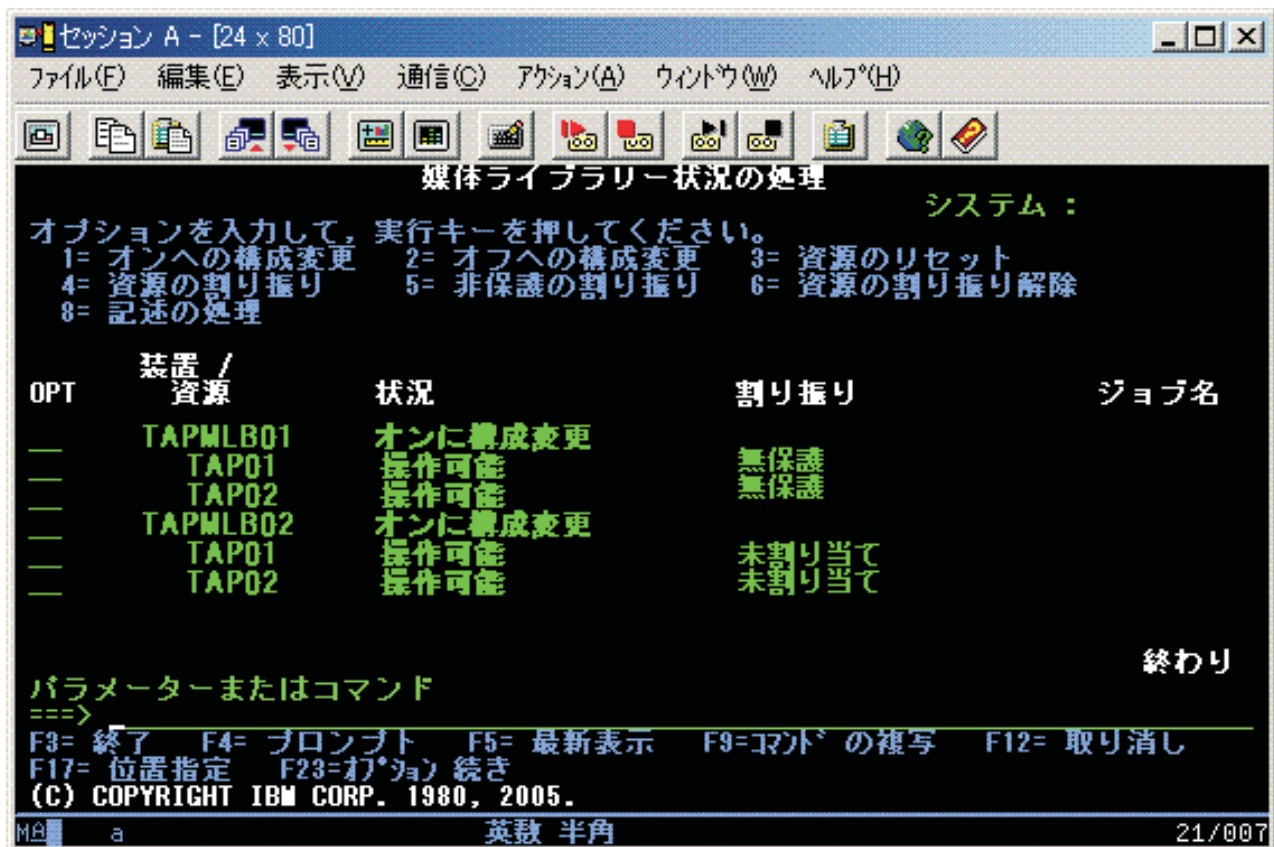 セッション A - [24 x 80]
ファイル(F) 編集(E) 表示(V) 通信(C) アクション(A) ウィンドウ(W) ヘルプ(H)
媒体ライブラリー状況の処理
システム :
オプションを入力して, 実行キーを押してください。
1= オンへの構成変更 2= オフへの構成変更 3= 資源のリセット
4= 資源の割り振り 5= 非保護の割り振り 6= 資源の割り振り解除
8= 記述の処理
装置 /
OPT 資源 状況 割り振り ジョブ名
__ TAPMLB01 オンに構成変更
__ TAP01 操作可能 無保護
__ TAP02 操作可能 無保護
__ TAPMLB02 オンに構成変更
__ TAP01 操作可能 未割り当て
__ TAP02 操作可能 未割り当て
終わり
パラメーターまたはコマンド
===>
F3= 終了 F4= プロンプト F5= 最新表示 F9=コマンド の複写 F12= 取り消し
F17= 位置指定 F23=オプション 続き
(C) COPYRIGHT IBM CORP. 1980, 2005.
MA a 英数 半角 21/007